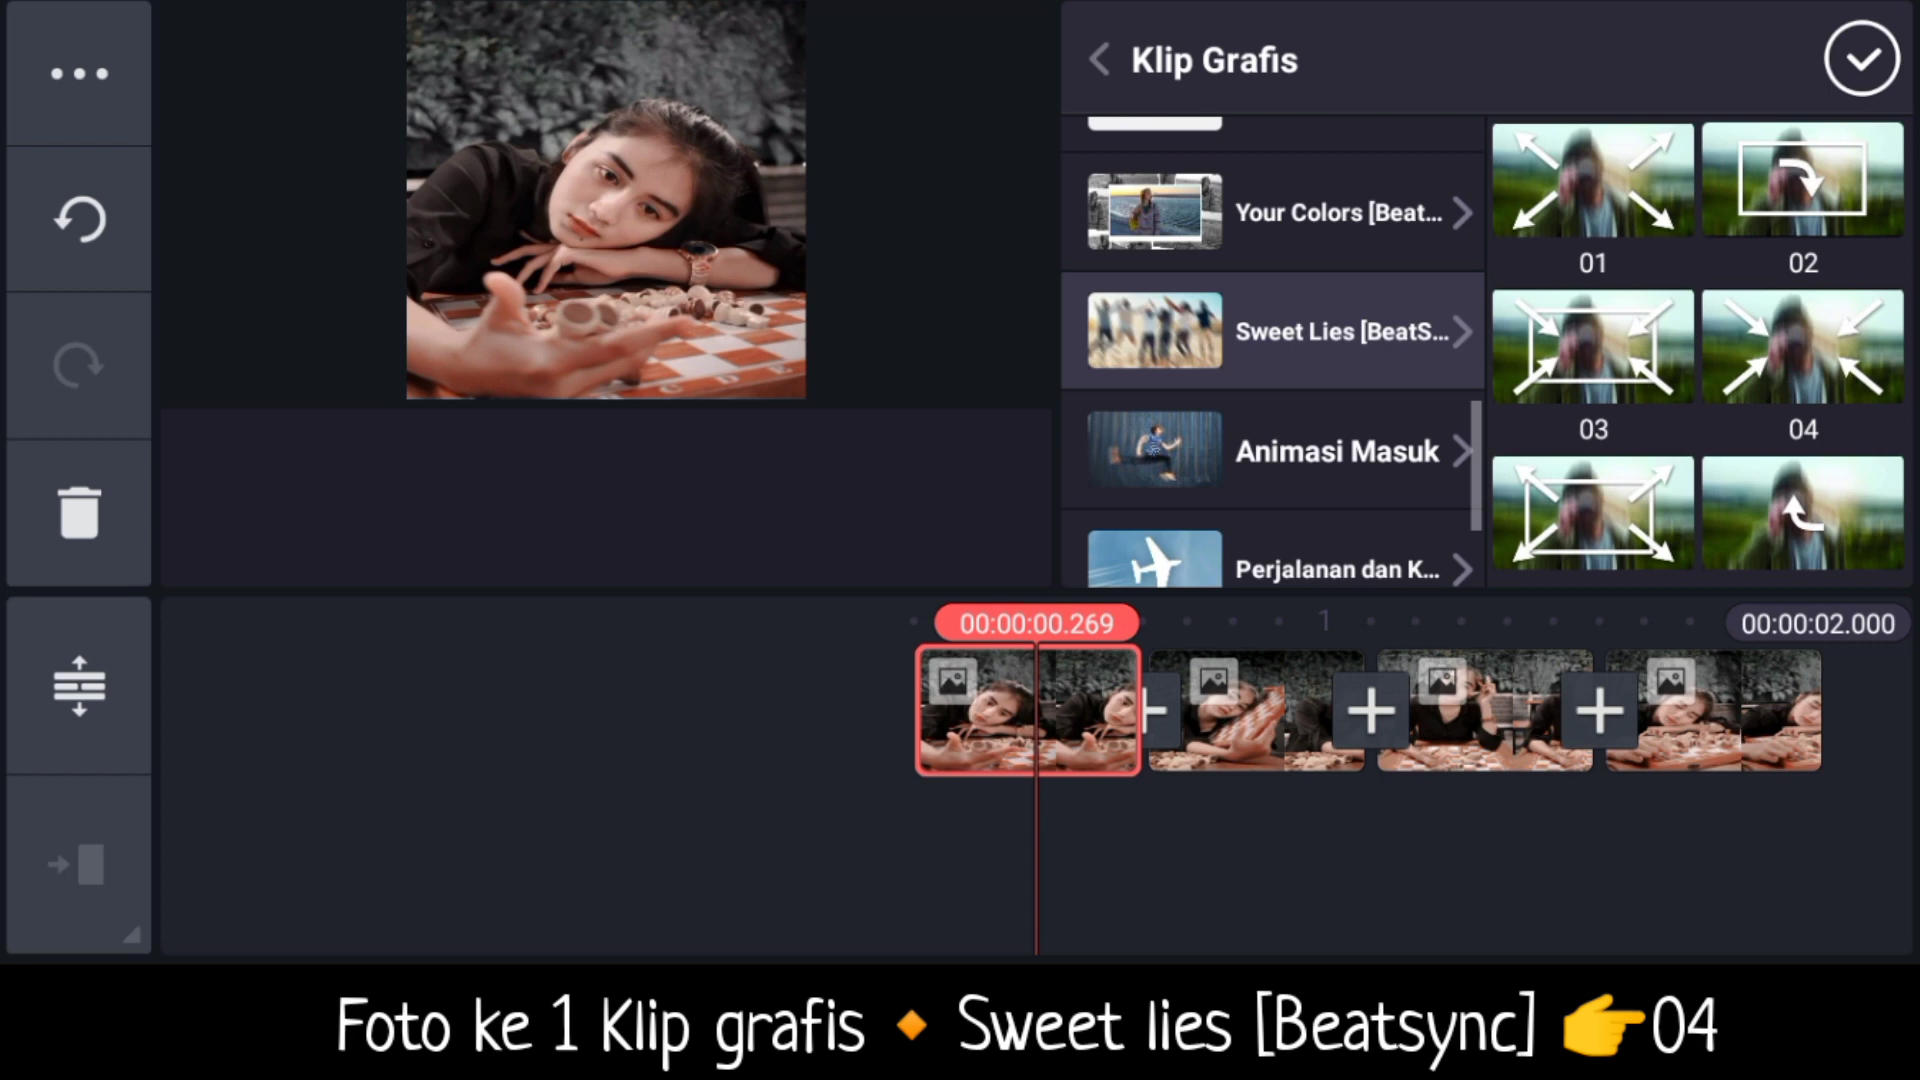 Klip Grafis
Your Colors [Beat...
Sweet Lies [BeatS...
Animasi Masuk
Perjalanan dan K...
01
02
03
04
00:00:00.269
1
00:00:02.000
Foto ke 1 Klip grafis 🔸 Sweet lies [Beatsync] 👉04